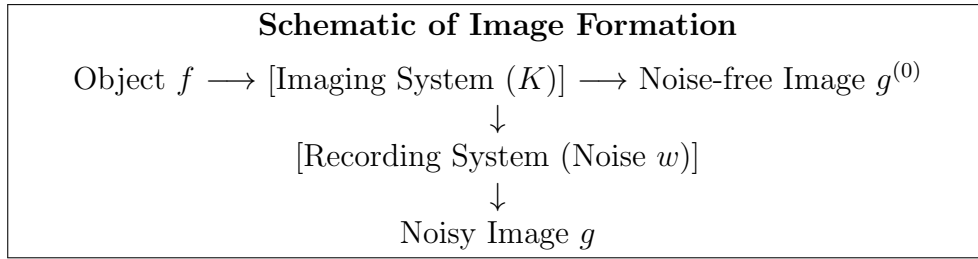 Schematic of Image Formation
Object f ⟶ [Imaging System (K)] ⟶ Noise-free Image g⁽⁰⁾
↓
[Recording System (Noise w)]
↓
Noisy Image g